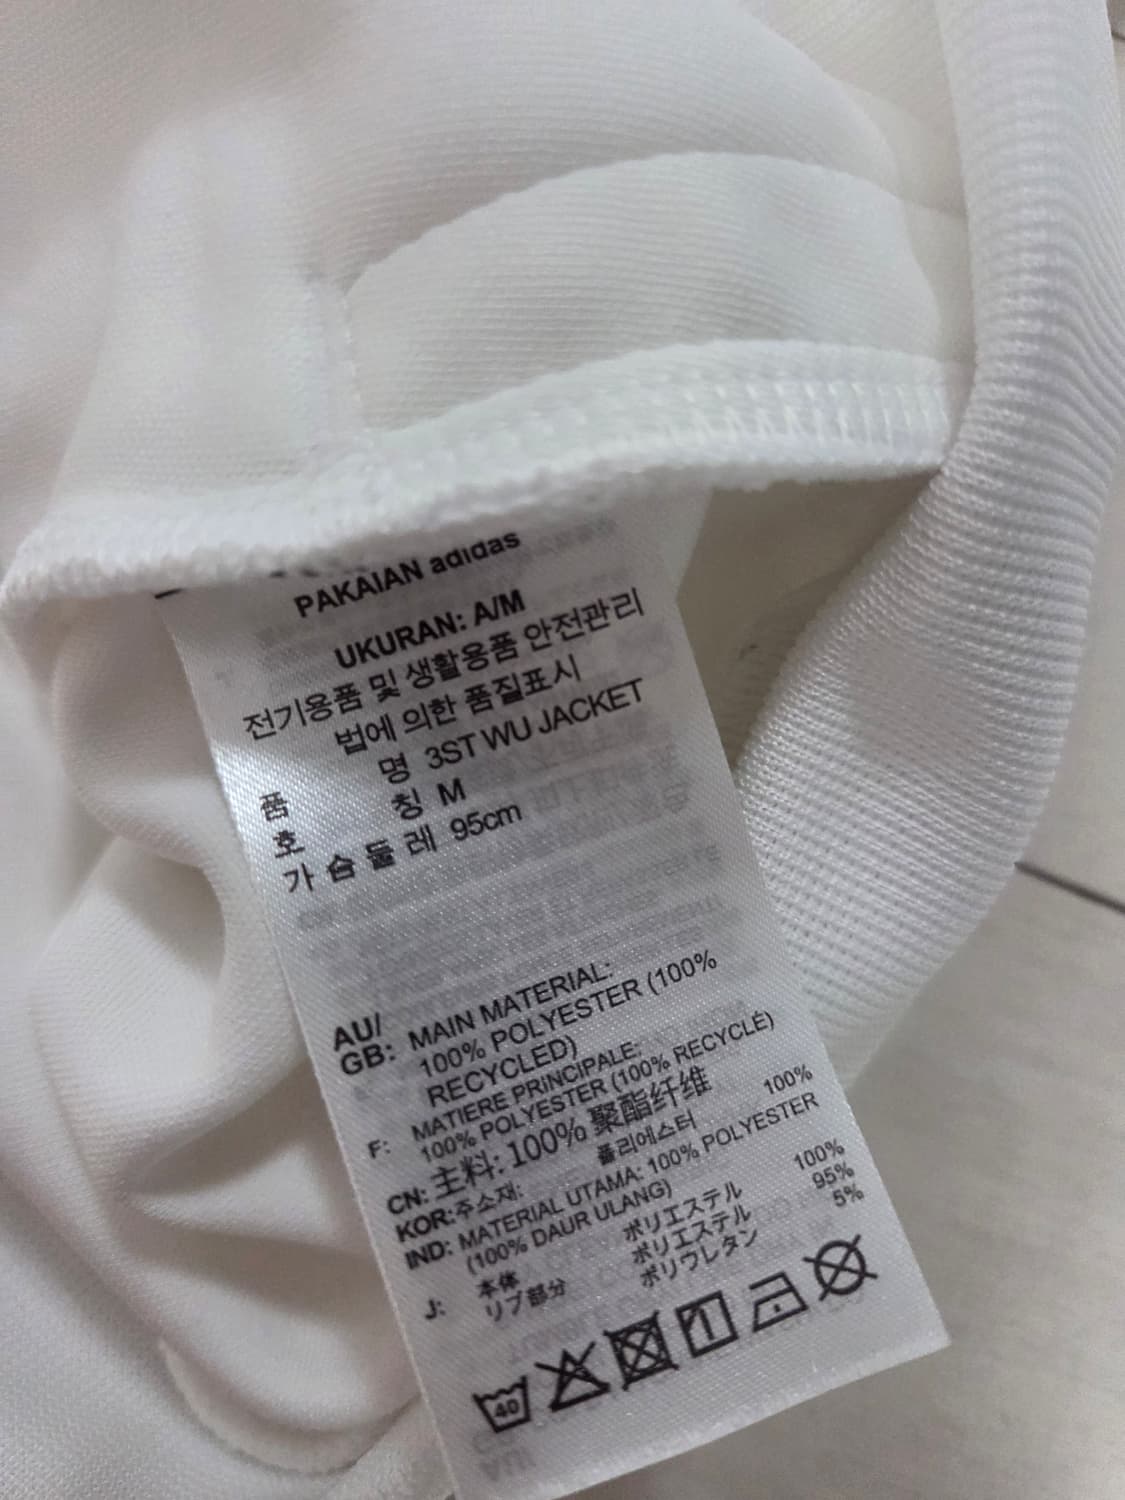 PAKAIAN adidas
UKURAN: A/M
전기용품 및 생활용품 안전관리
법에 의한 품질표시
품 명 3ST WU JACKET
호 칭 M
가 슴 둘 레 95cm
AU/
GB: MAIN MATERIAL:
100% POLYESTER (100%
RECYCLED)
F: MATIERE PRINCIPALE:
100% POLYESTER (100% RECYCLÉ)
CN: 主料: 100% 聚酯纤维
KOR: 주소재: 폴리에스터 100%
IND: MATERIAL UTAMA: 100% POLYESTER
(100% DAUR ULANG)
J: 本体 ポリエステル 100%
リブ部分 ポリエステル 95%
ポリウレタン 5%
40